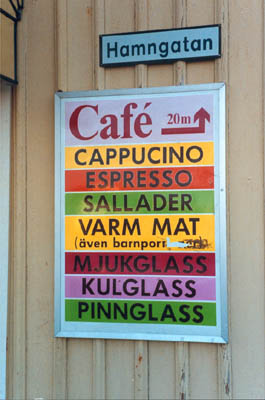 Hamngatan
Café 20m
CAPPUCINO
ESPRESSO
SALLADER
VARM MAT
(även barnpor )
MJUKGLASS
KULGLASS
PINNGLASS